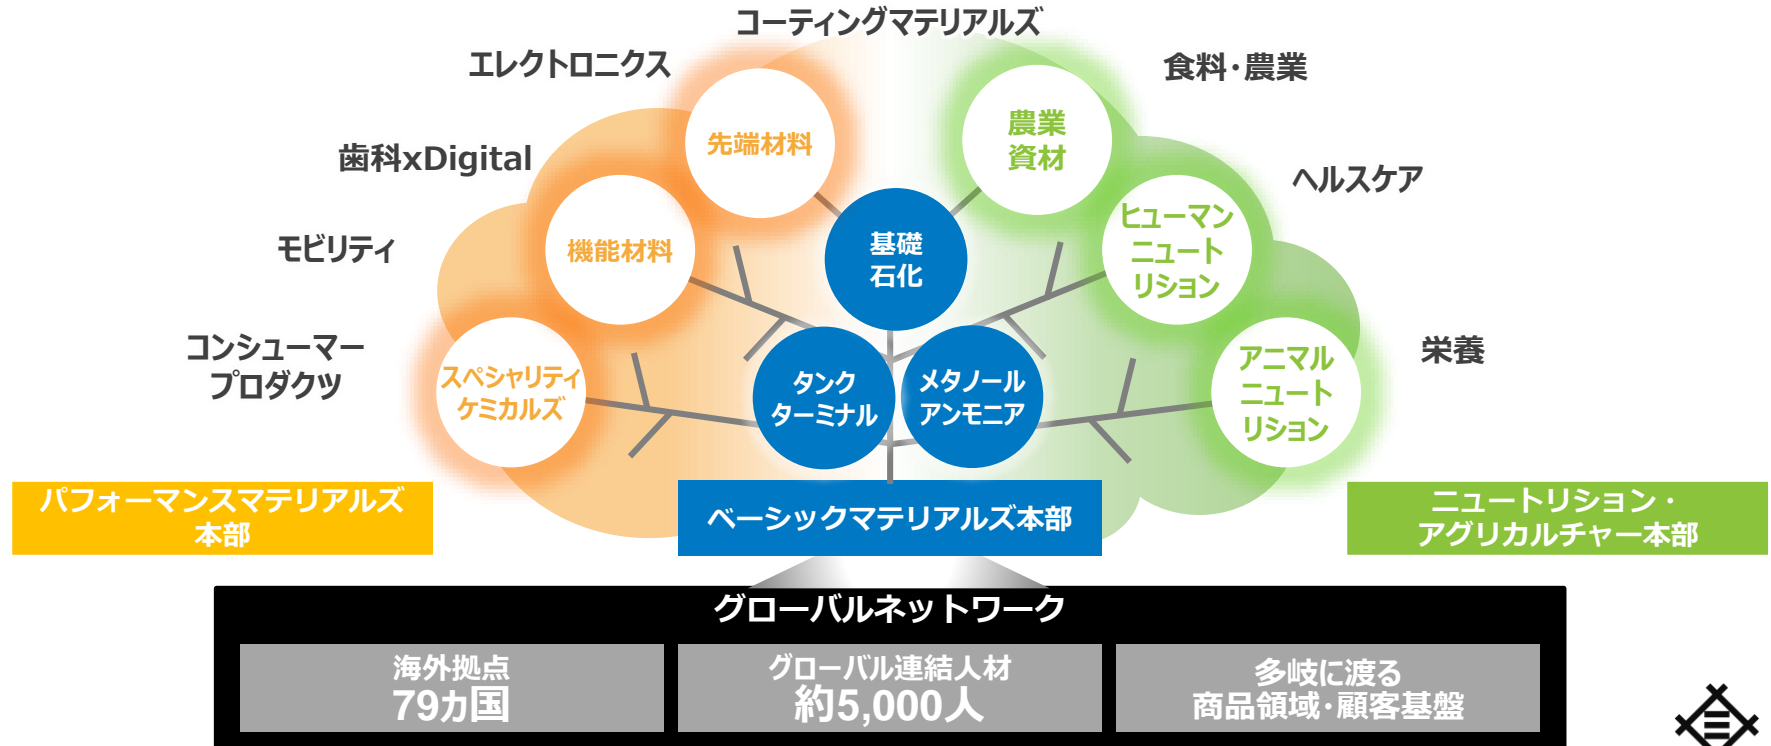 コーティングマテリアルズ
エレクトロニクス
食料・農業
歯科xDigital
ヘルスケア
モビリティ
コンシューマー
プロダクツ
栄養
先端材料
農業
資材
機能材料
基礎
石化
ヒューマン
ニュート
リション
スペシャリティ
ケミカルズ
タンク
ターミナル
メタノール
アンモニア
アニマル
ニュート
リション
パフォーマンスマテリアルズ
本部
ベーシックマテリアルズ本部
ニュートリション・
アグリカルチャー本部
グローバルネットワーク
海外拠点
79カ国
グローバル連結人材
約5,000人
多岐に渡る
商品領域・顧客基盤